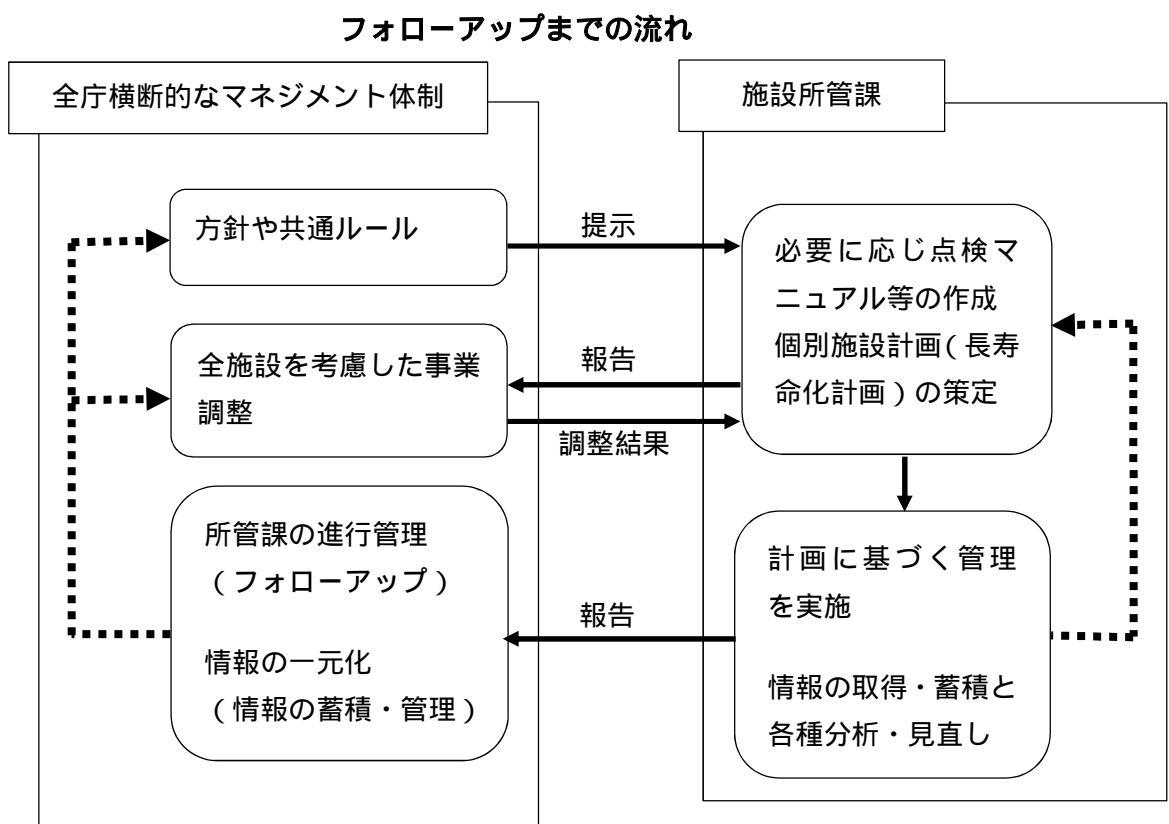 フォローアップまでの流れ
全庁横断的なマネジメント体制
施設所管課
方針や共通ルール
提示
必要に応じ点検マ
ニュアル等の作成
個別施設計画(長寿
命化計画)の策定
全施設を考慮した事業
調整
報告
調整結果
所管課の進行管理
(フォローアップ)
情報の一元化
(情報の蓄積・管理)
報告
計画に基づく管理
を実施
情報の取得・蓄積と
各種分析・見直し